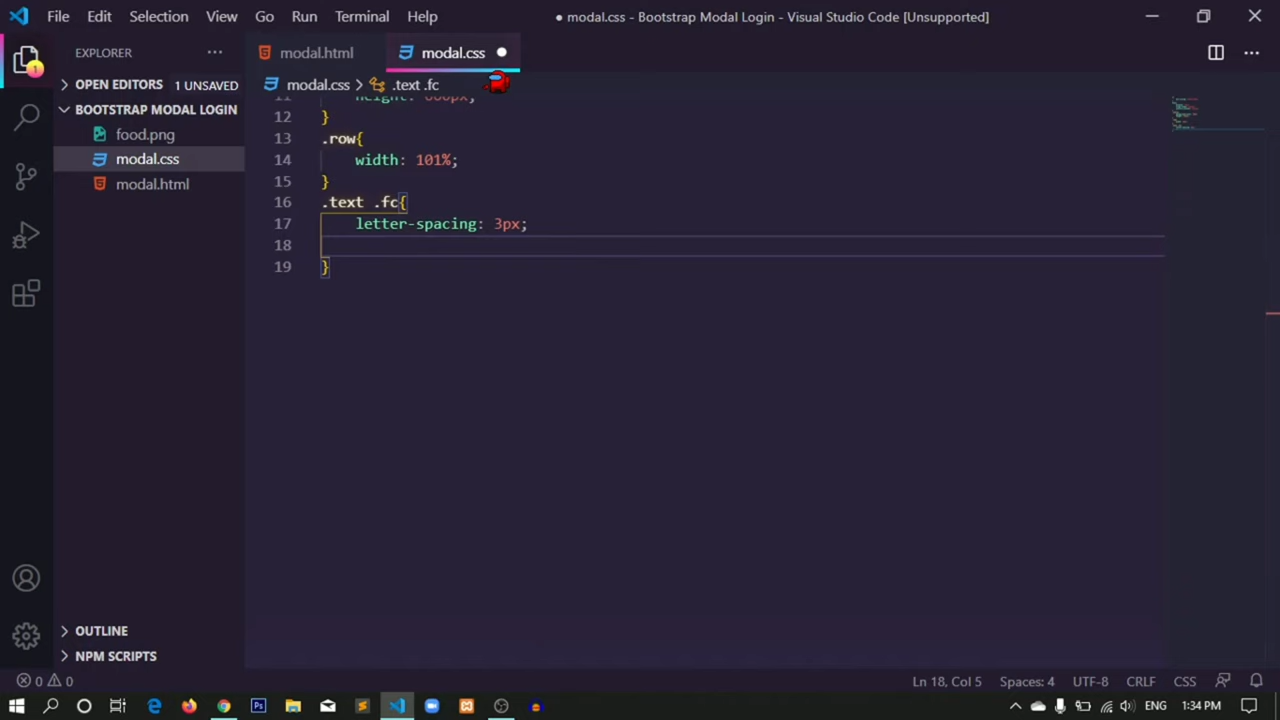 File Edit Selection View Go Run Terminal Help
● modal.css - Bootstrap Modal Login - Visual Studio Code [Unsupported]
EXPLORER
modal.html
modal.css
OPEN EDITORS 1 UNSAVED
modal.css > .text .fc
BOOTSTRAP MODAL LOGIN
food.png
modal.css
modal.html
1
12 }
13 .row{
14 width: 101%;
15 }
16 .text .fc{
17 letter-spacing: 3px;
18
19 }
OUTLINE
NPM SCRIPTS
0 0
Ln 18, Col 5 Spaces: 4 UTF-8 CRLF CSS
Ps
ENG 1:34 PM